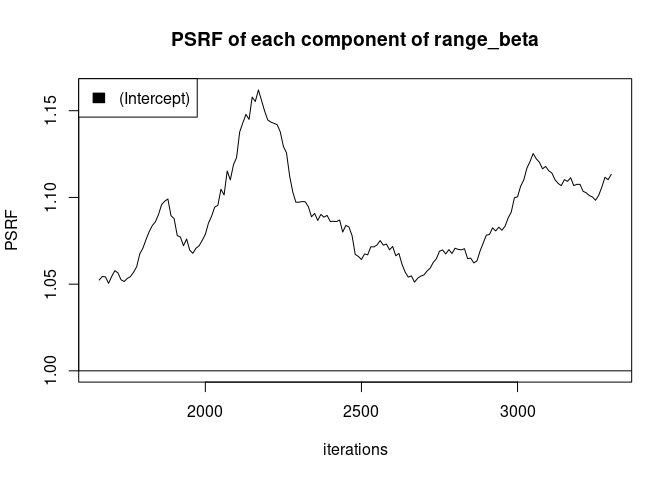 PSRF of each component of range_beta
(Intercept)
PSRF
1.15
1.10
1.05
1.00
2000 2500 3000
iterations